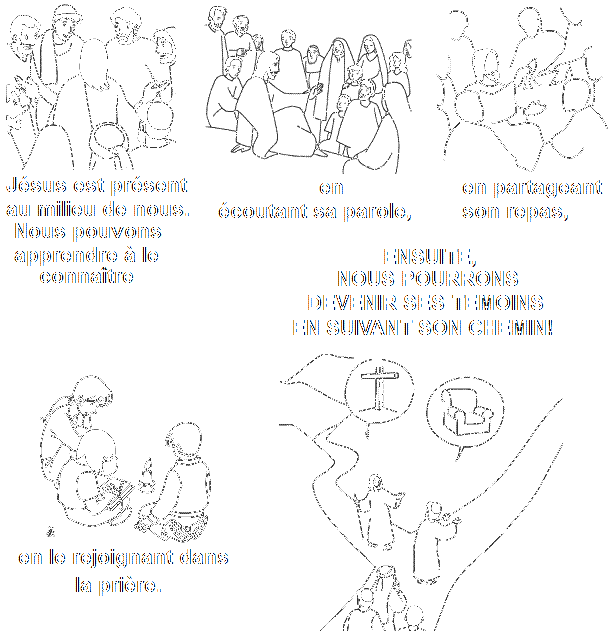 Jésus est présent
au milieu de nous.
Nous pouvons
apprendre à le
connaître
en
écoutant sa parole,
en partageant
son repas,
ENSUITE,
NOUS POURRONS
DEVENIR SES TEMOINS
EN SUIVANT SON CHEMIN!
en le rejoignant dans
la prière.